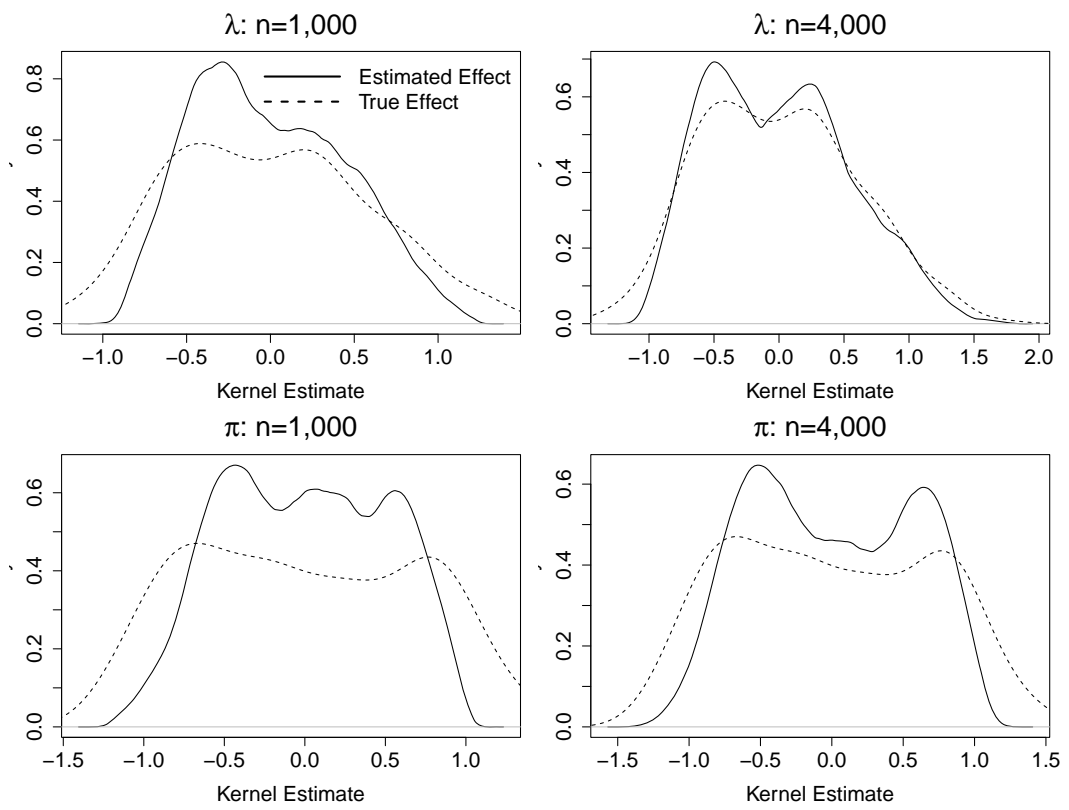 λ: n=1,000
0.0 0.2 0.4 0.6 0.8
Estimated Effect
True Effect
−1.0 −0.5 0.0 0.5 1.0
Kernel Estimate
λ: n=4,000
0.0 0.2 0.4 0.6
−1.0 −0.5 0.0 0.5 1.0 1.5 2.0
Kernel Estimate
π: n=1,000
0.0 0.2 0.4 0.6
−1.5 −1.0 −0.5 0.0 0.5 1.0
Kernel Estimate
π: n=4,000
0.0 0.2 0.4 0.6
−1.5 −1.0 −0.5 0.0 0.5 1.0 1.5
Kernel Estimate